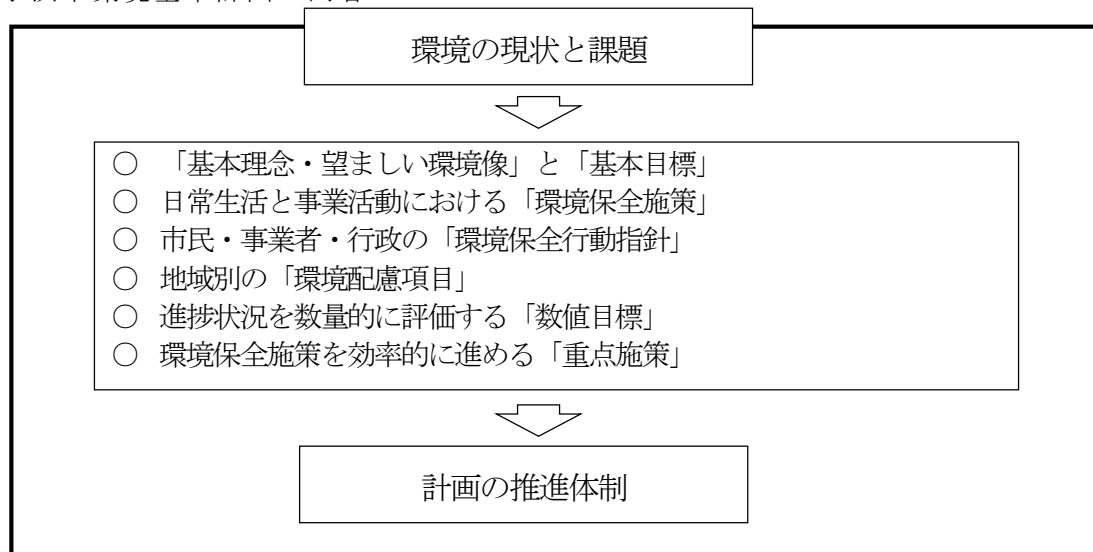 環境の現状と課題
○ 「基本理念・望ましい環境像」と「基本目標」
○ 日常生活と事業活動における「環境保全施策」
○ 市民・事業者・行政の「環境保全行動指針」
○ 地域別の「環境配慮項目」
○ 進捗状況を数量的に評価する「数値目標」
○ 環境保全施策を効率的に進める「重点施策」
計画の推進体制